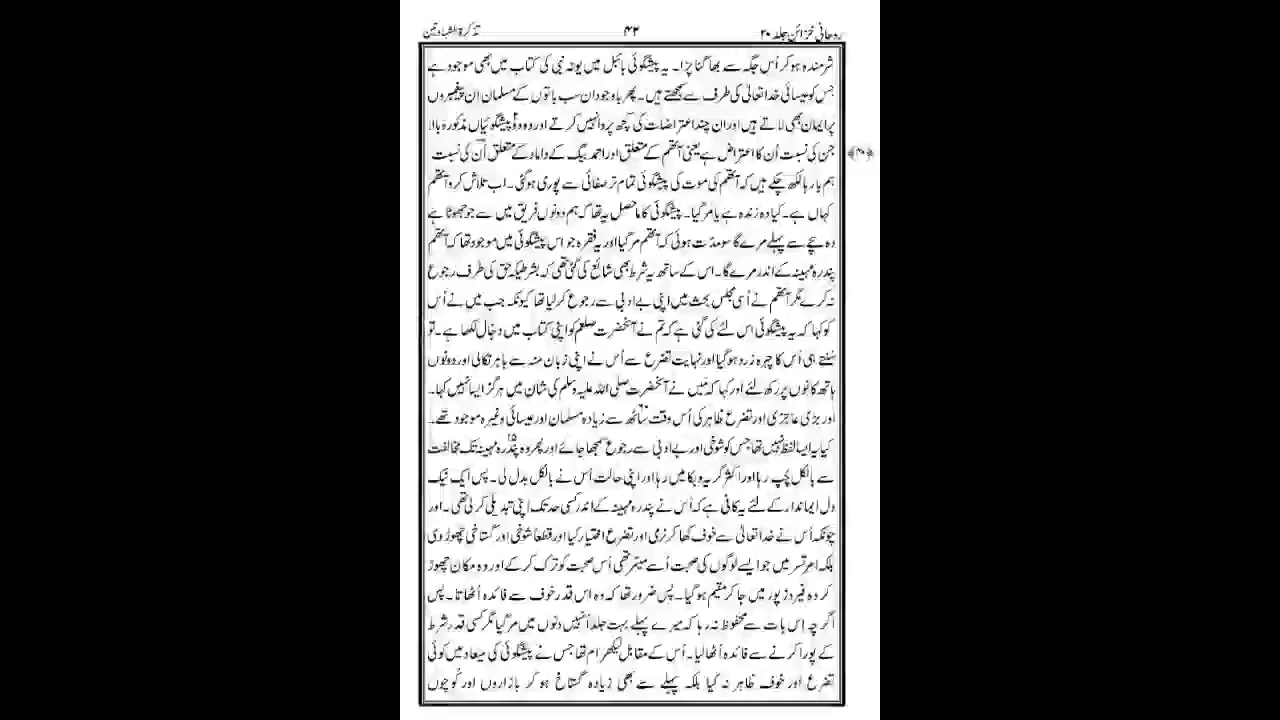 روحانی خزائن جلد ۲۰
۴۲
تذکرۃ الشہادتین
شرمندہ ہوکر اُس جگہ سے بھاگنا پڑا۔ یہ پیشگوئی بائبل میں یونہ نبی کی کتاب میں بھی موجود ہے
جس کو عیسائی خدا تعالیٰ کی طرف سے سمجھتے ہیں۔ پھر باوجود ان سب باتوں کے مسلمان ان پیغمبروں
پر ایمان بھی لاتے ہیں اور ان چند اعتراضات کی کچھ پروا نہیں کرتے اور وہ دو پیشگوئیاں مذکورہ بالا
جن کی نسبت اُن کا اعتراض ہے یعنی آتھم کے متعلق اور احمد بیگ کے داماد کے متعلق اُن کی نسبت
﴿۴۰﴾
ہم بارہا لکھ چکے ہیں کہ آتھم کی موت کی پیشگوئی تمام تر صفائی سے پوری ہوگئی۔ اب تلاش کرو آتھم
کہاں ہے۔ کیا وہ زندہ ہے یا مر گیا۔ پیشگوئی کا ماحصل یہ تھا کہ ہم دونوں فریق میں سے جو جھوٹا ہے
وہ سچے سے پہلے مرے گا سو مدّت ہوئی کہ آتھم مر گیا اور یہ فقرہ جو اس پیشگوئی میں موجود تھا کہ آتھم
پندرہ مہینہ کے اندر مرے گا۔ اس کے ساتھ یہ شرط بھی شائع کی گئی تھی کہ بشرطیکہ حق کی طرف رجوع
نہ کرے مگر آتھم نے اُسی مجلس بحث میں اپنی بے ادبی سے رجوع کر لیا تھا کیونکہ جب میں نے اُس
کو کہا کہ یہ پیشگوئی اس لئے کی گئی ہے کہ تم نے آنحضرت صلعم کو اپنی کتاب میں دجّال لکھا ہے۔ تو
سُنتے ہی اُس کا چہرہ زرد ہو گیا اور نہایت تضرع سے اُس نے اپنی زبان منہ سے باہر نکالی اور دونوں
ہاتھ کانوں پر رکھ لئے اور کہا کہ مَیں نے آنحضرت صلی اللہ علیہ وسلم کی شان میں ہرگز ایسا نہیں کہا۔
اور بڑی عاجزی اور تضرع ظاہر کی اُس وقت ساٹھ سے زیادہ مسلمان اور عیسائی وغیرہ موجود تھے۔
کیا یہ ایسا لفظ نہیں تھا جس کو شوخی اور بے ادبی سے رجوع سمجھا جائے اور پھر وہ پندرہ مہینہ تک مخالفت
سے بالکل چپ رہا اور اکثر گریہ و بکا میں رہا اور اپنی حالت اُس نے بالکل بدل لی۔ پس ایک نیک
دل ایماندار کے لئے یہ کافی ہے کہ اُس نے پندرہ مہینہ کے اندر کسی حد تک اپنی تبدیلی کر لی تھی۔ اور
چونکہ اُس نے خدا تعالیٰ سے خوف کھا کر نرمی اور تضرع اختیار کیا اور قطعاً شوخی اور گستاخی چھوڑ دی
بلکہ امرتسر میں جو ایسے لوگوں کی صحبت اُسے میسّر تھی اُس صحبت کو ترک کر کے اور وہ مکان چھوڑ
کر وہ فیروزپور میں جا کر مقیم ہو گیا۔ پس ضرور تھا کہ وہ اس قدر خوف سے فائدہ اُٹھاتا۔ پس
اگرچہ اِس بات سے محفوظ نہ رہا کہ میرے پہلے بہت جلد اُنہیں دنوں میں مر گیا مگر کسی قدر شرط
کے پورا کرنے سے فائدہ اُٹھا لیا۔ اُس کے مقابل لیکھرام تھا جس نے پیشگوئی کی میعاد میں کوئی
تضرع اور خوف ظاہر نہ کیا بلکہ پہلے سے بھی زیادہ گستاخ ہو کر بازاروں اور کوچوں